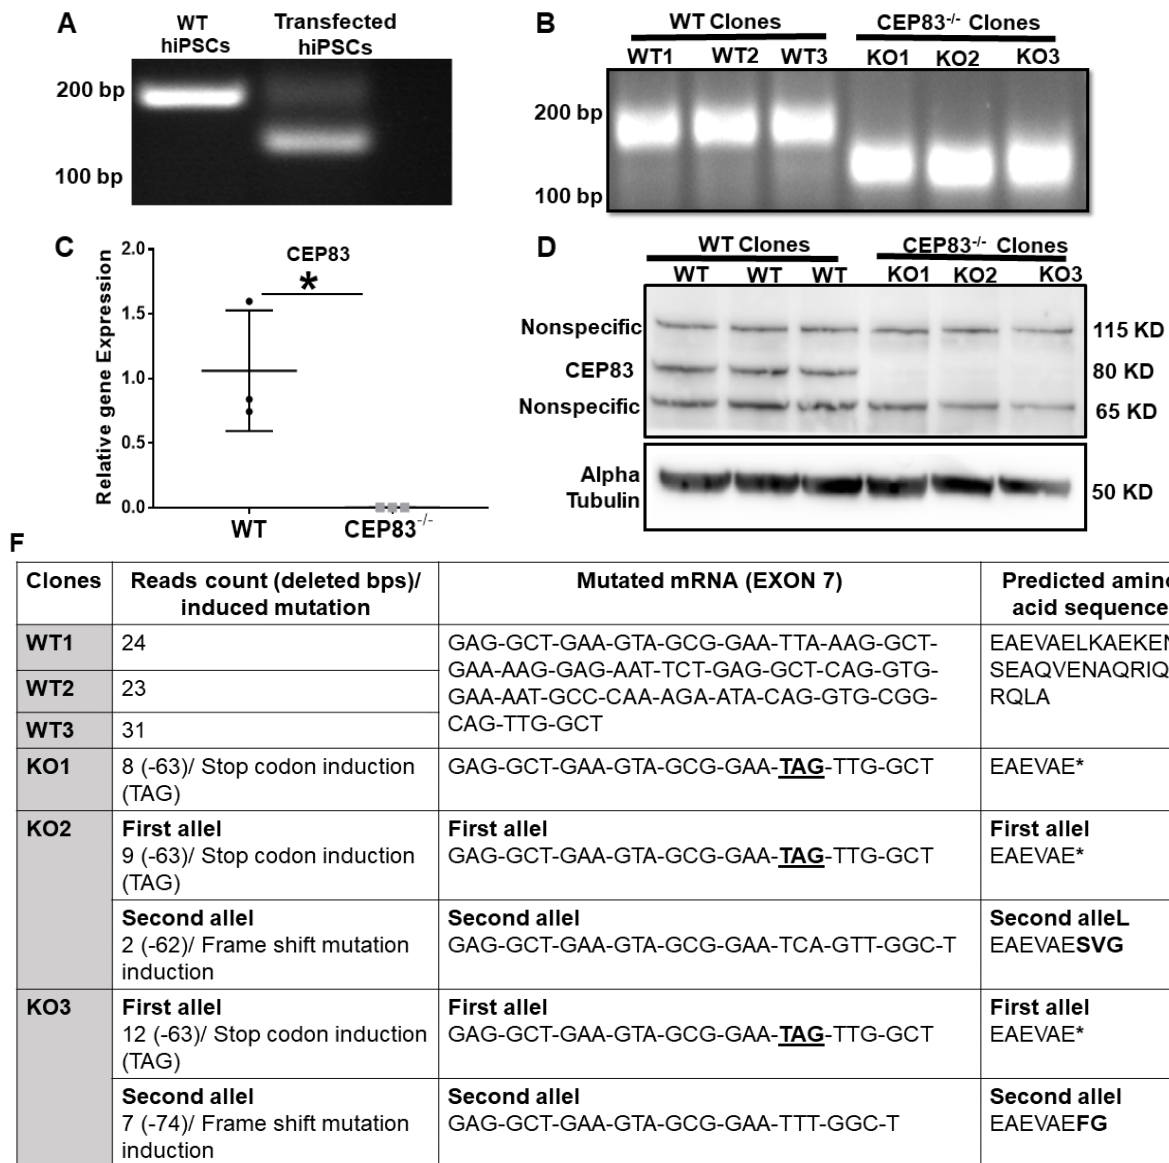 A
WT
hiPSCs
Transfected
hiPSCs
200 bp
100 bp
B
WT Clones
CEP83-/- Clones
WT1 WT2 WT3 KO1 KO2 KO3
200 bp
100 bp
C
Relative gene Expression
2.0
1.5
1.0
0.5
0.0
CEP83
*
WT
CEP83-/-
D
WT Clones
CEP83-/- Clones
WT WT WT KO1 KO2 KO3
Nonspecific 115 KD
CEP83 80 KD
Nonspecific 65 KD
Alpha
Tubulin
50 KD
F
Clones
Reads count (deleted bps)/
induced mutation
Mutated mRNA (EXON 7)
Predicted amino
acid sequence
WT1
24
WT2
23
WT3
31
GAG-GCT-GAA-GTA-GCG-GAA-TTA-AAG-GCT-
GAA-AAG-GAG-AAT-TCT-GAG-GCT-CAG-GTG-
GAA-AAT-GCC-CAA-AGA-ATA-CAG-GTG-CGG-
CAG-TTG-GCT
EAEVAELKAEKEN
SEAQVENAQRIQ
RQLA
KO1
8 (-63)/ Stop codon induction
(TAG)
GAG-GCT-GAA-GTA-GCG-GAA-TAG-TTG-GCT
EAEVAE*
KO2
First allel
9 (-63)/ Stop codon induction
(TAG)
First allel
GAG-GCT-GAA-GTA-GCG-GAA-TAG-TTG-GCT
First allel
EAEVAE*
Second allel
2 (-62)/ Frame shift mutation
induction
Second allel
GAG-GCT-GAA-GTA-GCG-GAA-TCA-GTT-GGC-T
Second alleL
EAEVAESVG
KO3
First allel
12 (-63)/ Stop codon induction
(TAG)
First allel
GAG-GCT-GAA-GTA-GCG-GAA-TAG-TTG-GCT
First allel
EAEVAE*
Second allel
7 (-74)/ Frame shift mutation
induction
Second allel
GAG-GCT-GAA-GTA-GCG-GAA-TTT-GGC-T
Second allel
EAEVAEFG